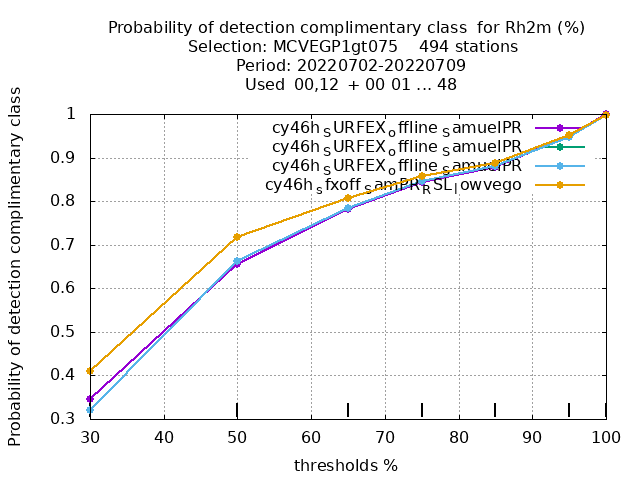 Probability of detection complimentary class for Rh2m (%)
Selection: MCVEGP1gt075 494 stations
Period: 20220702-20220709
Used 00,12 + 00 01 ... 48
Probability of detection complimentary class
1
0.9
0.8
0.7
0.6
0.5
0.4
0.3
cy46h_SURFEX_offline_SamuelPR
cy46h_SURFEX_offline_SamuelPR
cy46h_SURFEX_offline_SamuelPR
cy46h_sfxoff_SamPR_RSL_lowvego
30 40 50 60 70 80 90 100
thresholds %